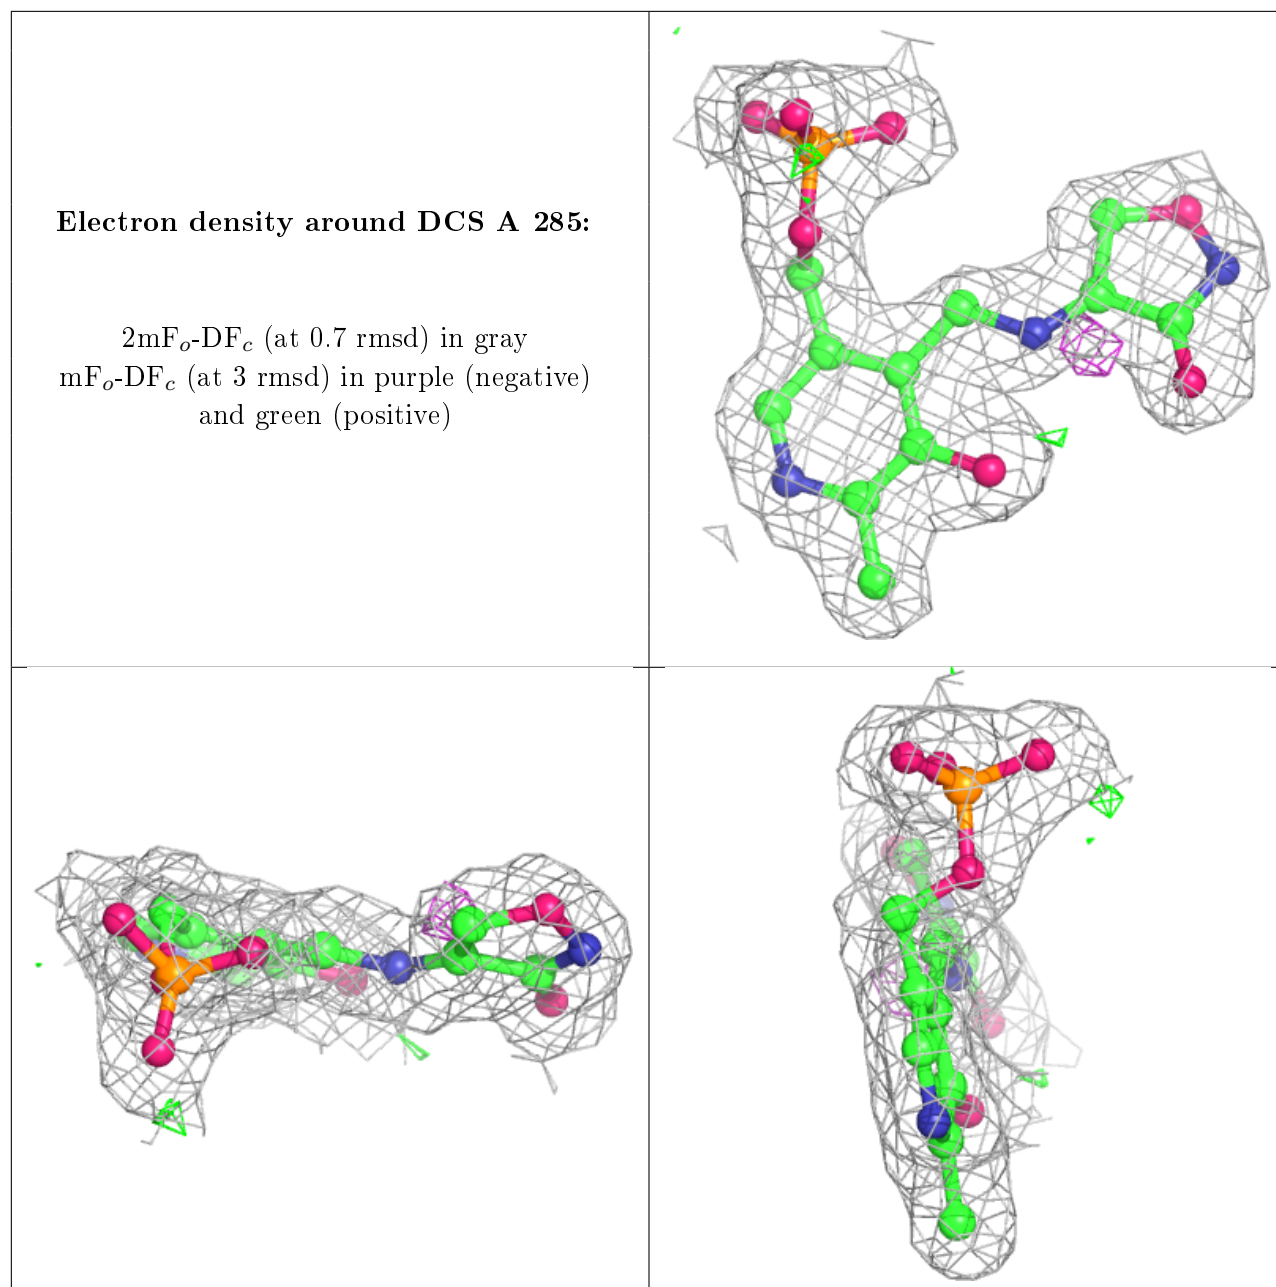 Electron density around DCS A 285:
2mFo-DFc (at 0.7 rmsd) in gray
mFo-DFc (at 3 rmsd) in purple (negative)
and green (positive)